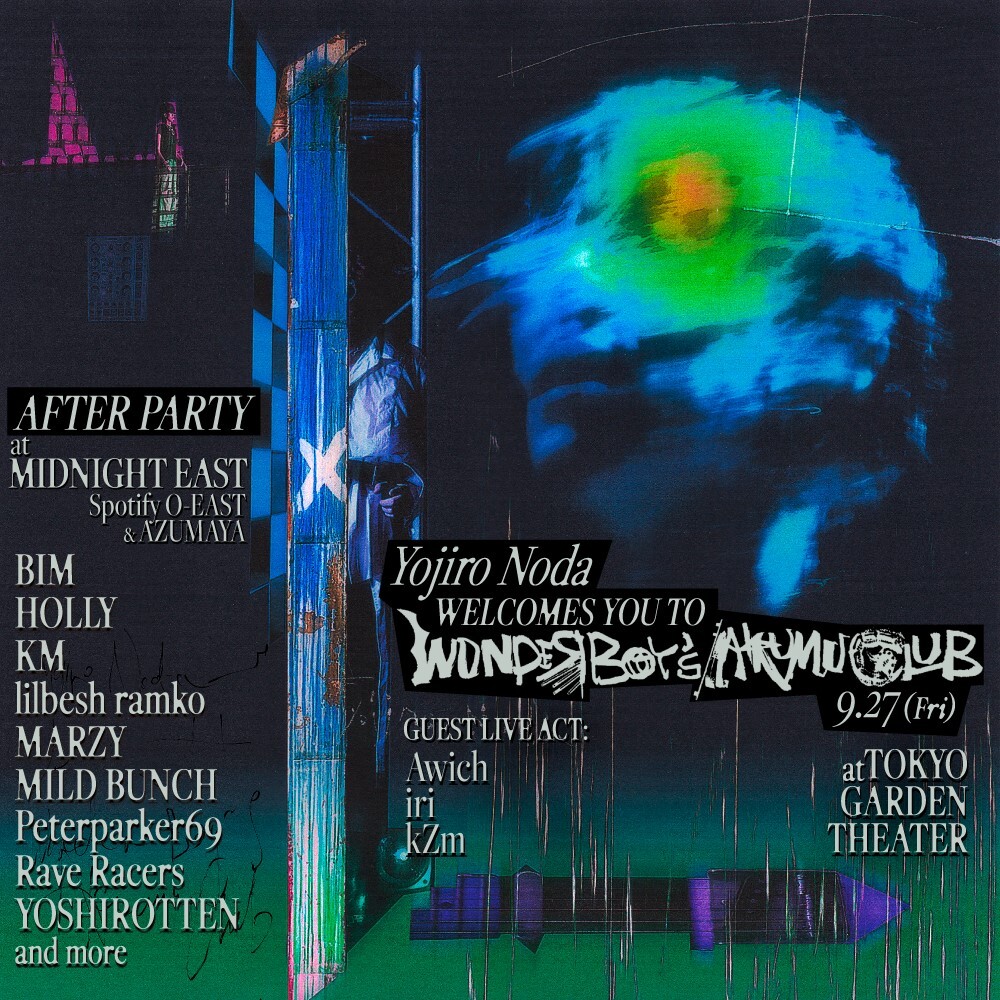 AFTER PARTY
at
MIDNIGHT EAST
Spotify O-EAST
& AZUMAYA
BIM
HOLLY
KM
lilbesh ramko
MARZY
MILD BUNCH
Peterparker69
Rave Racers
YOSHIROTTEN
and more
Yojiro Noda
WELCOMES YOU TO
WONDER BOY'S AKUMU CLUB
9.27 (Fri)
GUEST LIVE ACT:
Awich
iri
kZm
at TOKYO
GARDEN
THEATER